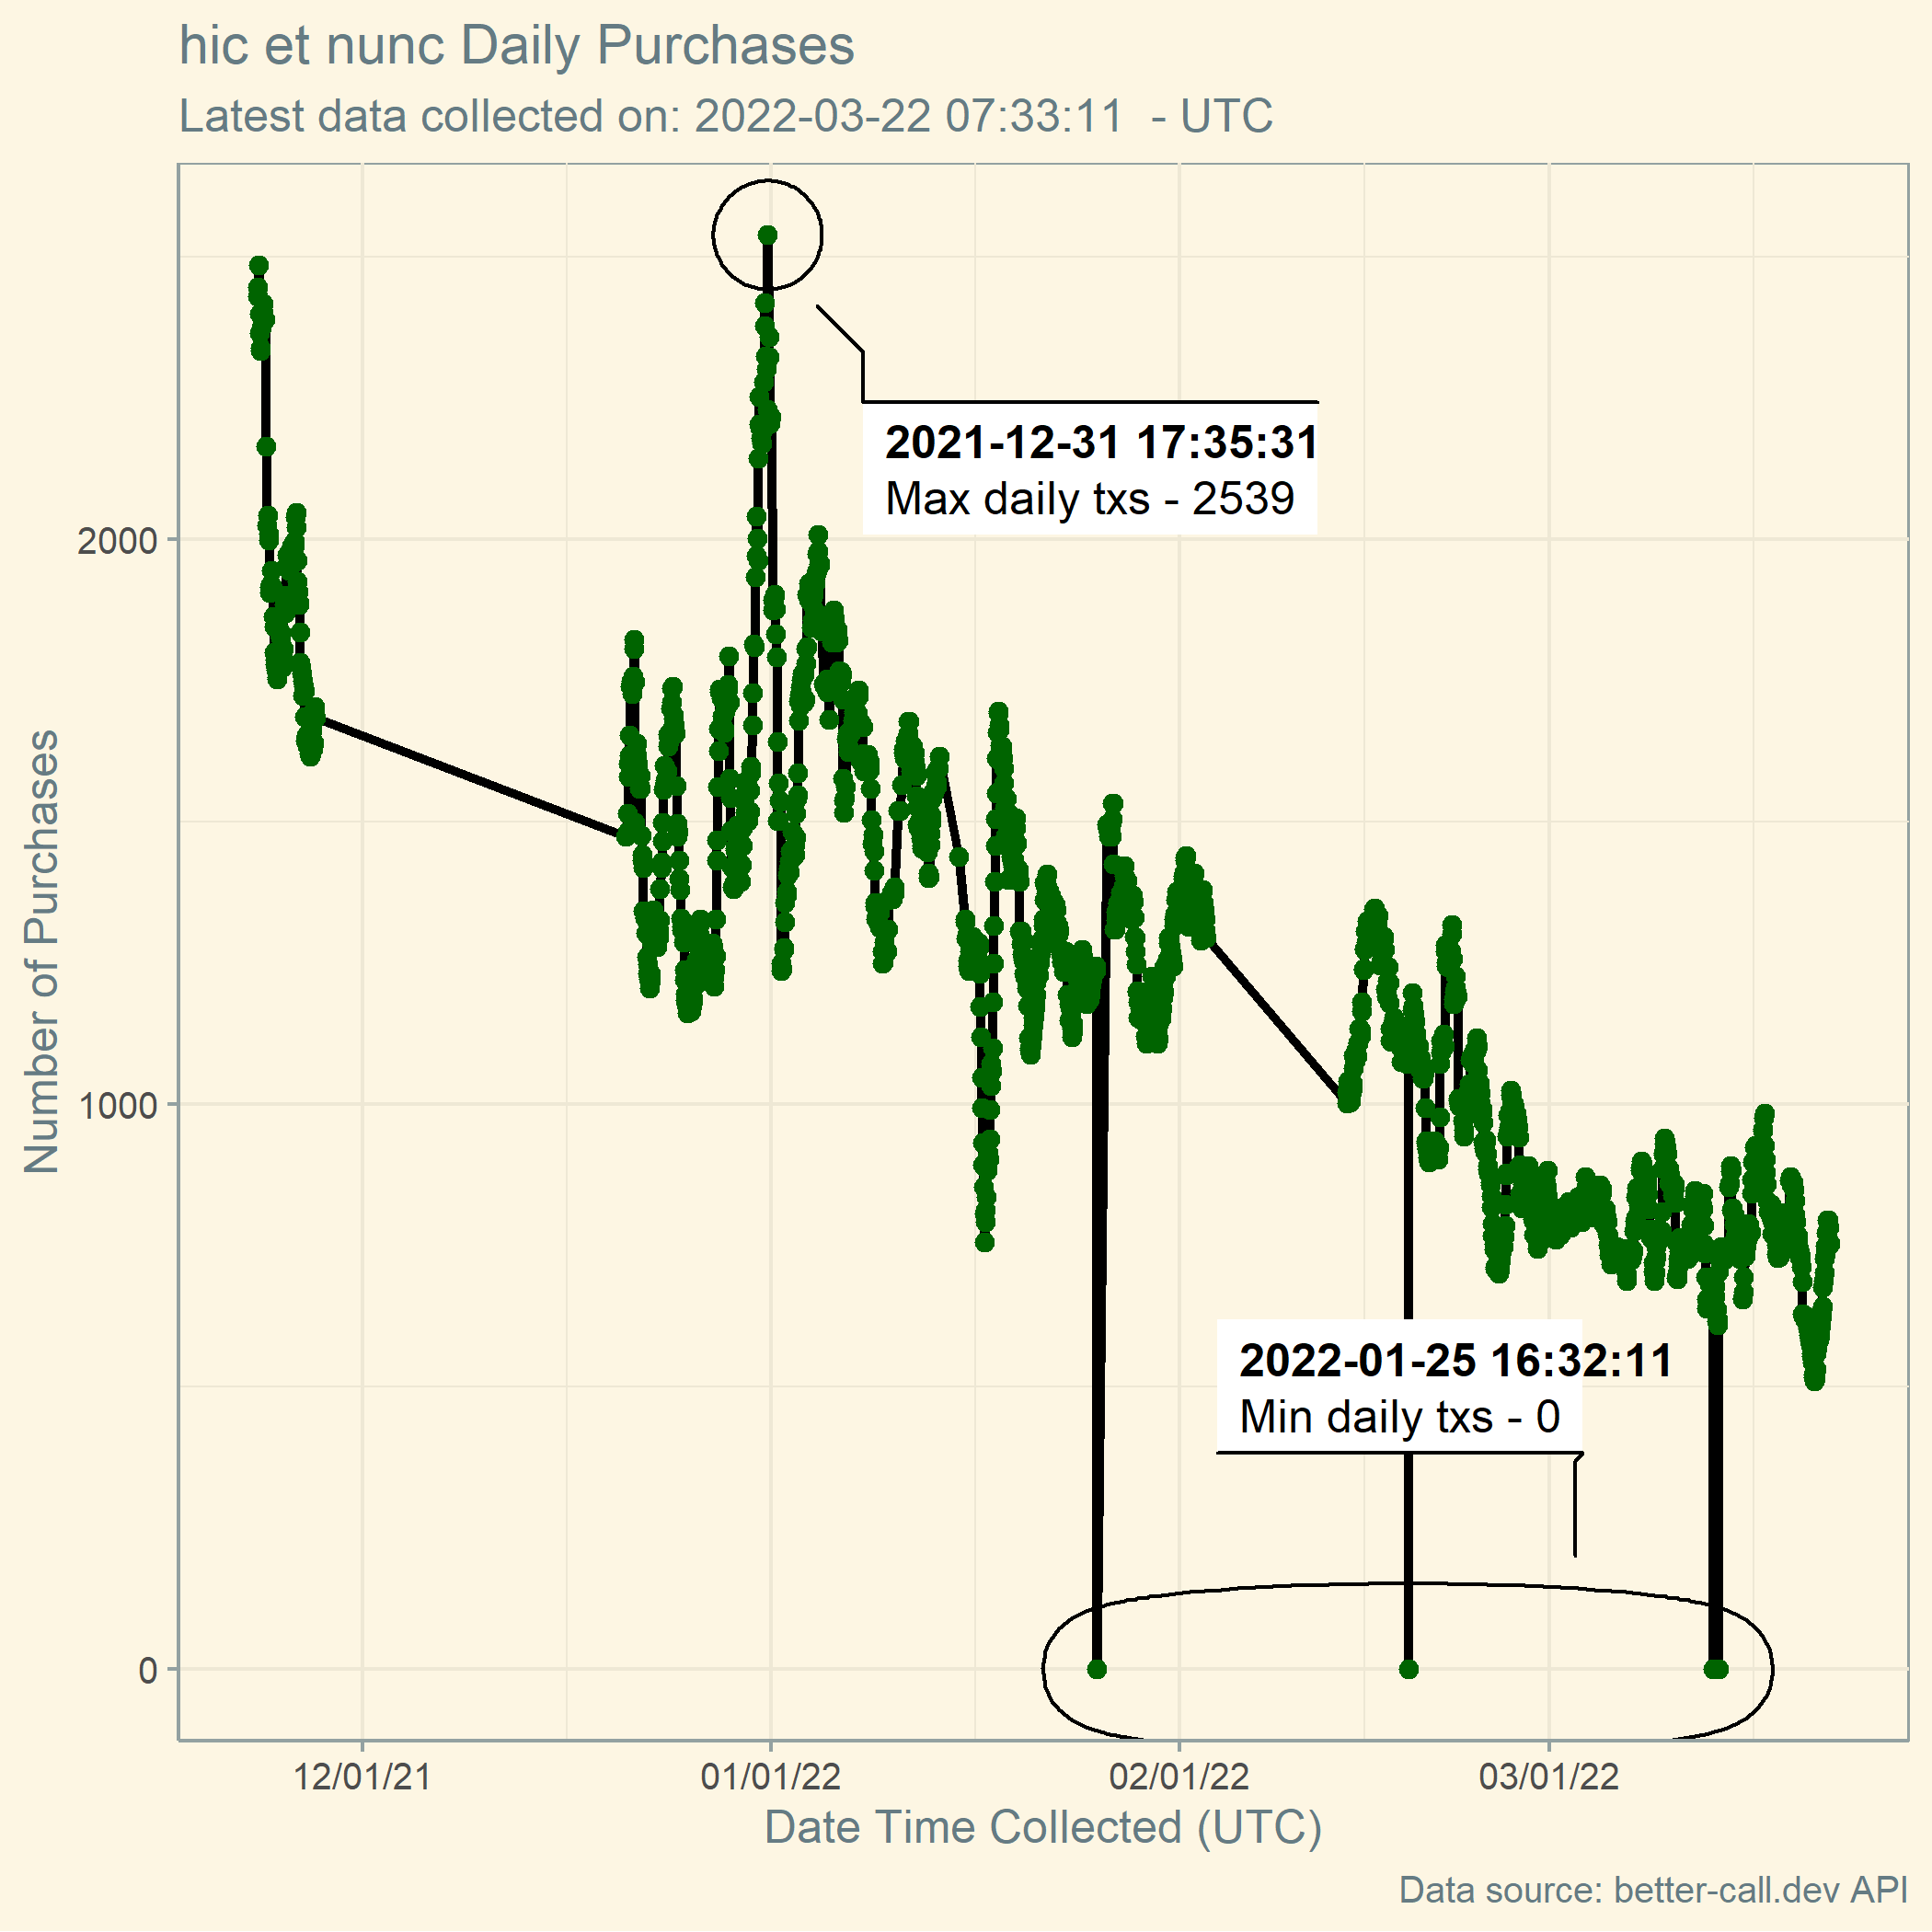 hic et nunc Daily Purchases
Latest data collected on: 2022-03-22 07:33:11  - UTC
2021-12-31 17:35:31
Max daily txs - 2539
2000
Number of Purchases
1000
2022-01-25 16:32:11
Min daily txs - 0
0
12/01/21 01/01/22 02/01/22 03/01/22
Date Time Collected (UTC)
Data source: better-call.dev API